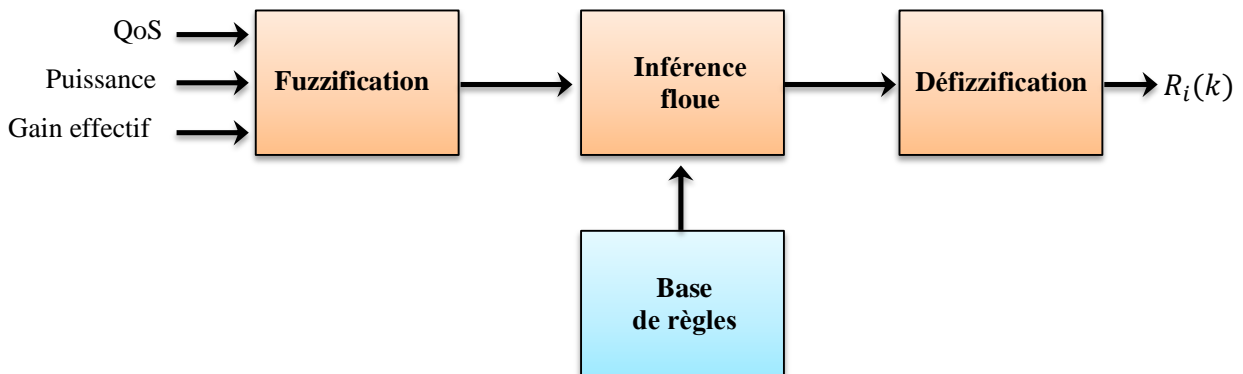 QoS
Puissance
Gain effectif
Fuzzification
Inférence
floue
Défizzification
R_i(k)
Base
de règles